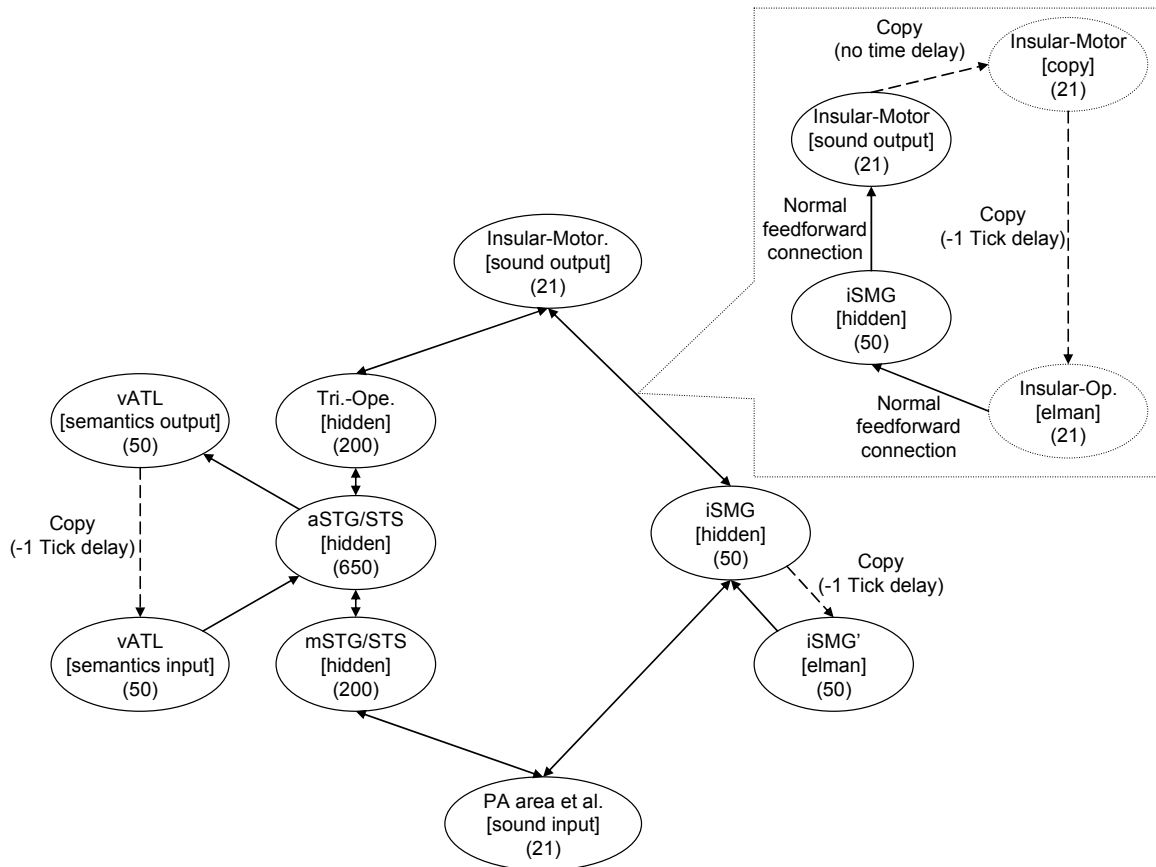 Copy
(no time delay)
Insular-Motor
[copy]
(21)
Insular-Motor
[sound output]
(21)
Normal
feedforward
connection
Copy
(-1 Tick delay)
iSMG
[hidden]
(50)
Insular-Op.
[elman]
(21)
Normal
feedforward
connection
Insular-Motor.
[sound output]
(21)
vATL
[semantics output]
(50)
Tri.-Ope.
[hidden]
(200)
Copy
(-1 Tick delay)
aSTG/STS
[hidden]
(650)
iSMG
[hidden]
(50)
Copy
(-1 Tick delay)
vATL
[semantics input]
(50)
mSTG/STS
[hidden]
(200)
iSMG’
[elman]
(50)
PA area et al.
[sound input]
(21)